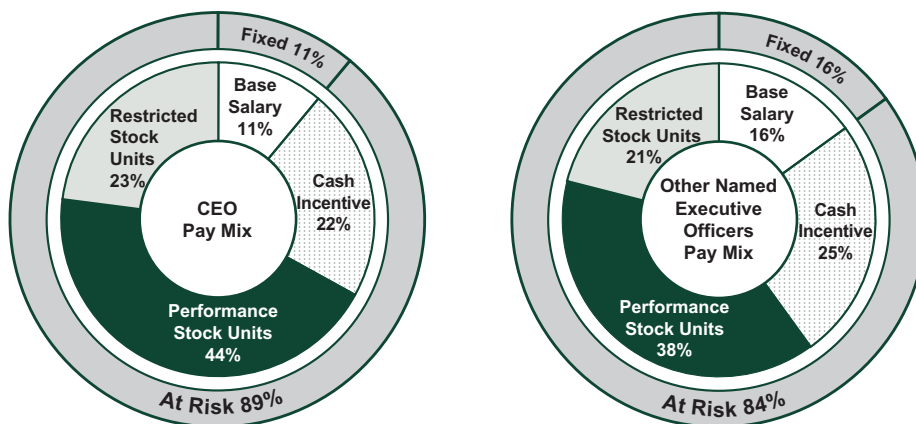 Fixed 11%
Base
Salary
11%
Restricted
Stock
Units
23%
Cash
Incentive
22%
CEO
Pay Mix
Performance
Stock Units
44%
At Risk 89%
Fixed 16%
Base
Salary
16%
Restricted
Stock Units
21%
Other Named
Executive
Officers
Pay Mix
Cash
Incentive
25%
Performance
Stock Units
38%
At Risk 84%